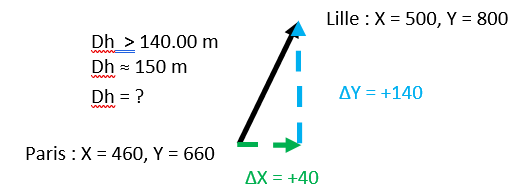 Lille : X = 500, Y = 800
Dh > 140.00 m
Dh ≈ 150 m
Dh = ?
ΔY = +140
Paris : X = 460, Y = 660
ΔX = +40